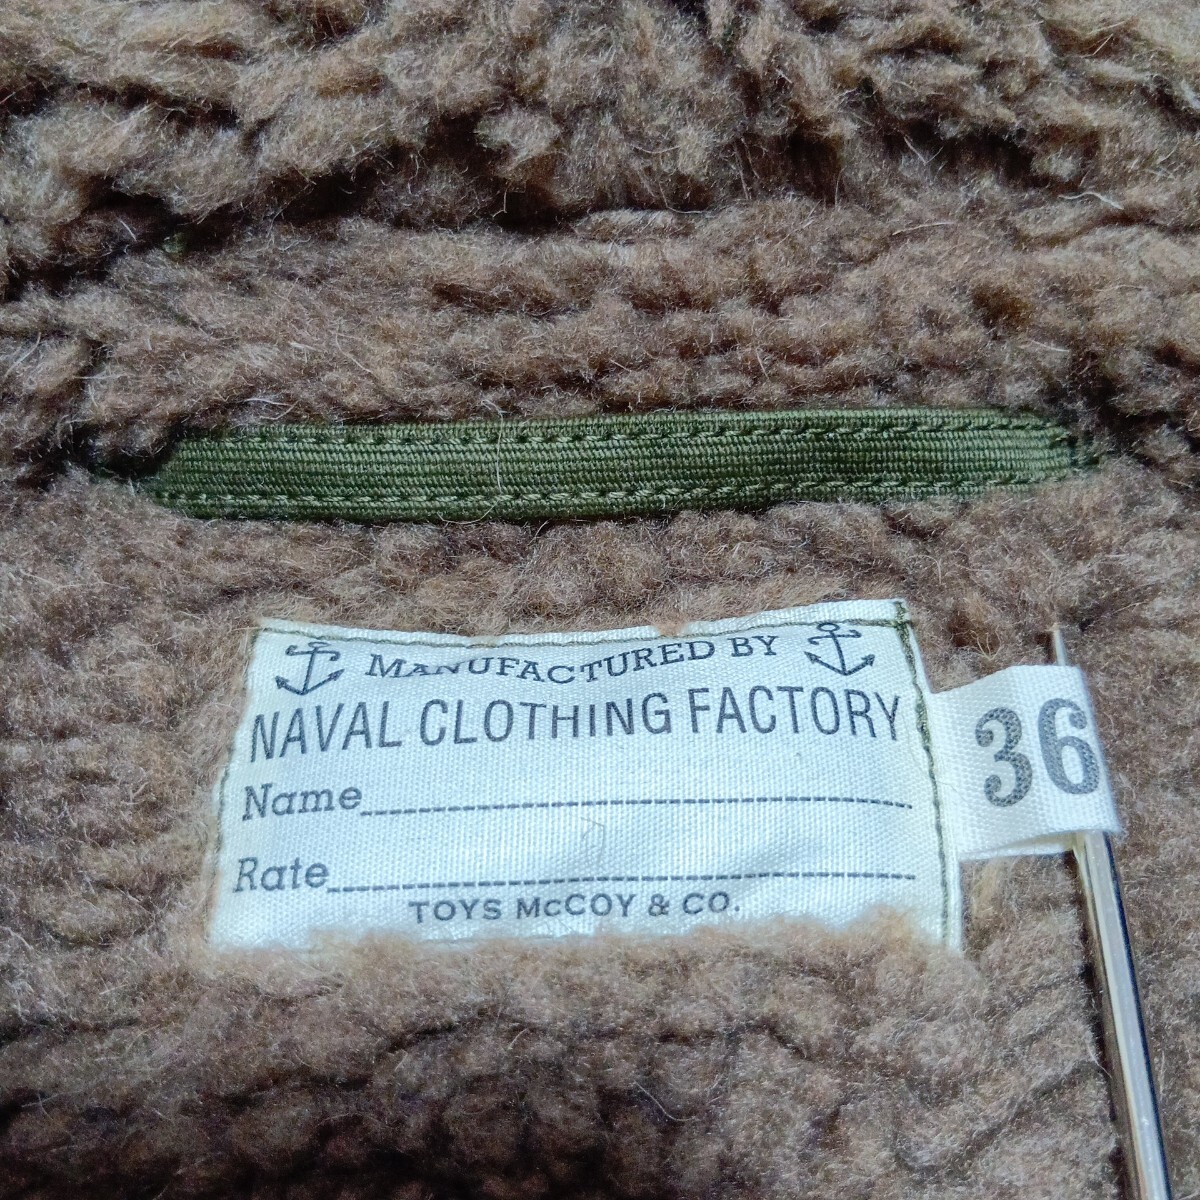 MANUFACTURED BY
NAVAL CLOTHING FACTORY
Name
Rate
TOYS McCOY & CO.
36